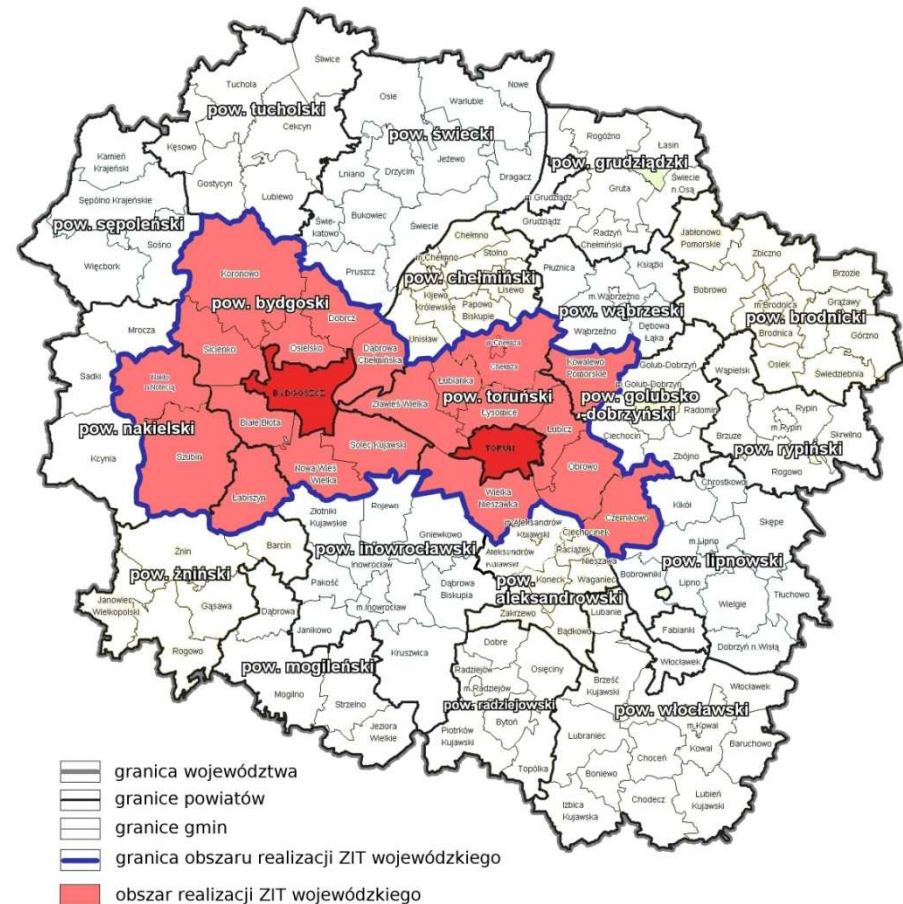 Śliwice
Tuchola
pow. tucholski
Cekcyn
Kęsowo
Gostycyn
Lubiewo
Nowe
Osie
Warlubie
pow. świecki
Jeżewo
Lniano
Drzycim
Dragacz
Bukowiec
Świe-
katowo
Świecie
Pruszcz
Rogóźno
Łasin
pow. grudziądzki
Świecie
n.Osą
Gruta
m.Grudziądz
Grudziądz
Radzyń
Chełmiński
Kamień
Krajeński
Sępólno Krajeńskie
pow. sępoleński
Sośno
Więcbork
Koronowo
pow. bydgoski
Dobrcz
Sicienko
Osielsko
Dąbrowa
Chełmińska
BYDGOSZCZ
Białe Błota
Solec Kujawski
Nowa Wieś
Wielka
Chełmno
m.Chełmno
Stolno
pow. chełmiński
Lisewo
Kijewo
Królewskie
Papowo
Biskupie
Unisław
Płużnica
Książki
m.Wąbrzeźno
pow. wąbrzeski
Wąbrzeźno
Dębowa
Łąka
Jabłonowo
Pomorskie
Zbiczno
Brzozie
Bobrowo
Grążawy
m.Brodnica
pow. brodnicki
Brodnica
Górzno
Osiek
Świedziebnia
Mrocza
Sadki
Nakło
n.Notecią
pow. nakielski
Kcynia
Szubin
Łabiszyn
m.Chełmża
Chełmża
Łubianka
pow. toruński
Zławieś Wielka
Łysomice
Lubicz
TORUŃ
Obrowo
Wielka
Nieszawka
Czernikowo
Kowalewo
Pomorskie
m.Golub-Dobrzyń
Golub-Dobrzyń
pow. golubsko
-dobrzyński
Radomin
Ciechocin
Zbójno
Wąpielsk
Rypin
m.Rypin
Skrwilno
Brzuze
pow. rypiński
Rogowo
Chrostkowo
Kikół
Skępe
m.Lipno
pow. lipnowski
Bobrowniki
Lipno
Tłuchowo
Wielgie
Fabianki
Dobrzyń n.Wisłą
Złotniki
Kujawskie
Rojewo
Gniewkowo
pow. inowrocławski
Inowrocław
Pakość
Dąbrowa
Biskupia
m.Inowrocław
Janikowo
Kruszwica
m.Aleksandrów
Kujawski
Ciechocinek
Aleksandrów
Kujawski
Raciążek
Nieszawa
pow.
aleksandrowski
Koneck
Waganiec
Zakrzewo
Bądkowo
Lubanie
Żnin
Barcin
pow. żniński
Janowiec
Wielkopolski
Gąsawa
Rogowo
Dąbrowa
pow. mogileński
Mogilno
Strzelno
Jeziora
Wielkie
Dobre
Radziejów
Osięciny
m.Radziejów
pow. radziejowski
Bytoń
Piotrków
Kujawski
Topólka
Włocławek
Brześć
Kujawski
Włocławek
pow. włocławski
m.Kowal
Lubraniec
Kowal
Baruchowo
Choceń
Boniewo
Chodecz
Lubień
Kujawski
Izbica
Kujawska
granica województwa
granice powiatów
granice gmin
granica obszaru realizacji ZIT wojewódzkiego
obszar realizacji ZIT wojewódzkiego